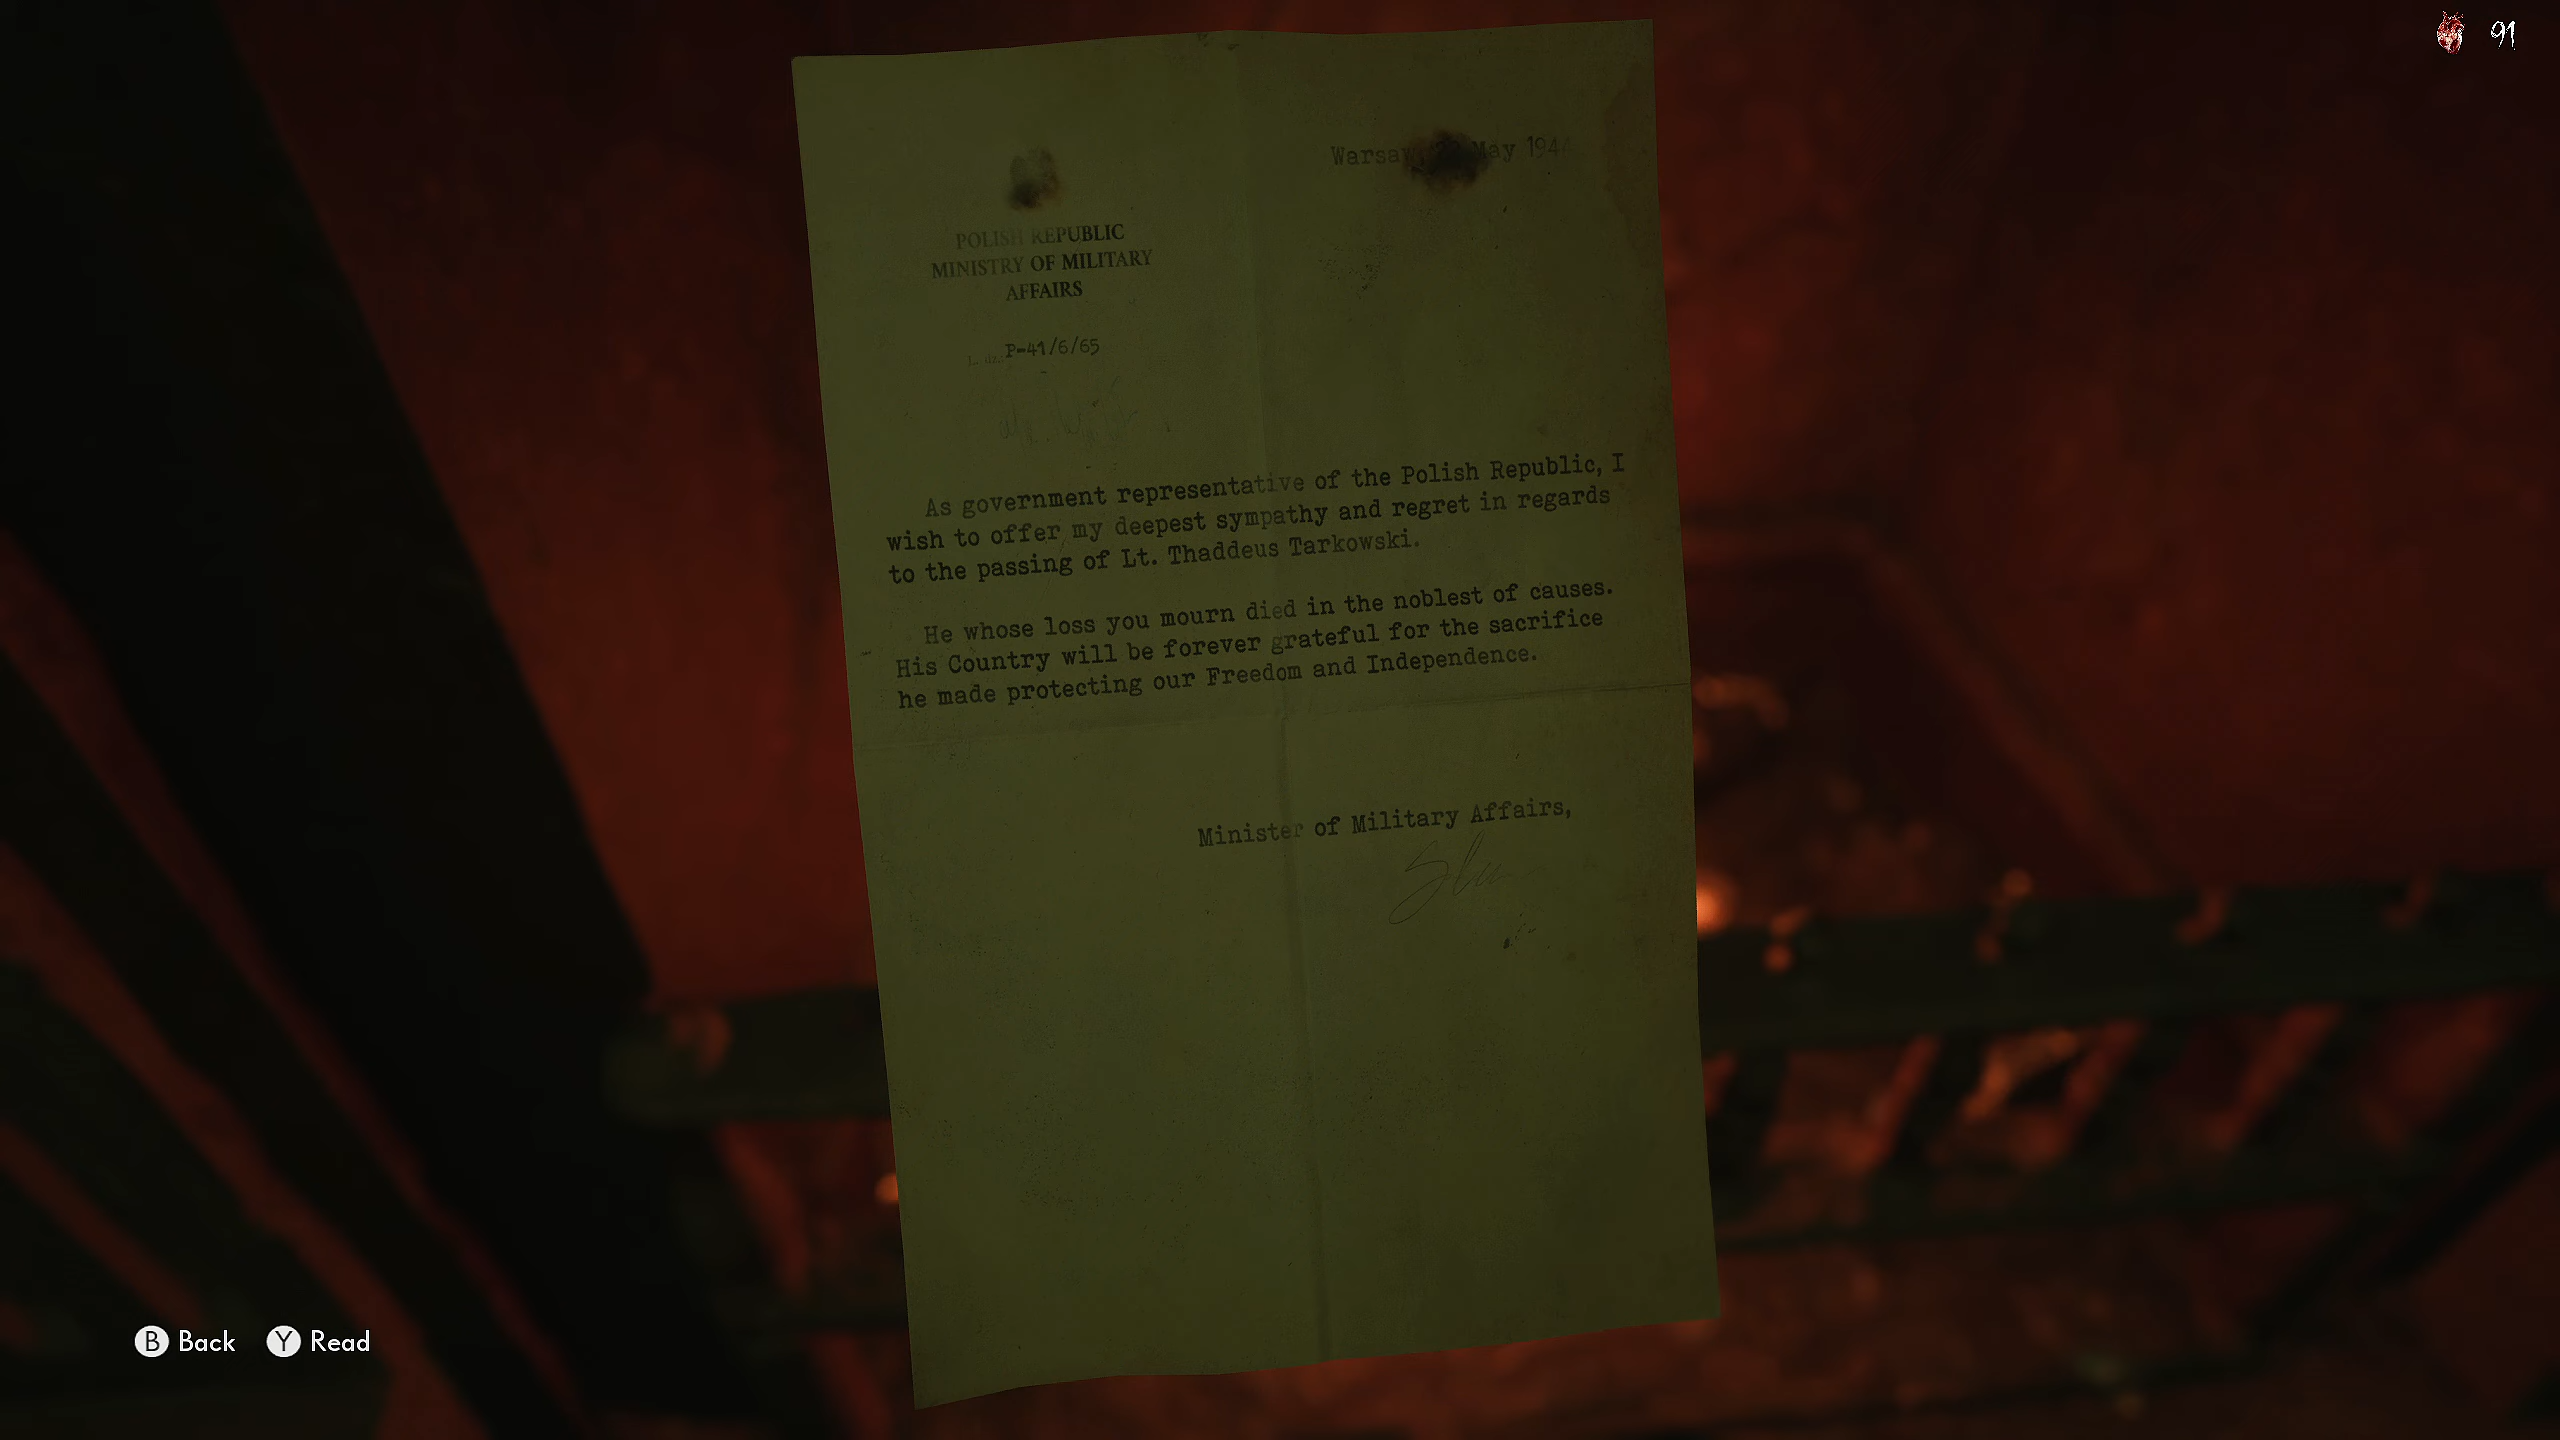 91
Warsaw, 22 May 194
POLISH REPUBLIC
MINISTRY OF MILITARY
AFFAIRS
L. dz. P-41/6/65
As government representative of the Polish Republic, I
wish to offer my deepest sympathy and regret in regards
to the passing of Lt. Thaddeus Tarkowski.
He whose loss you mourn died in the noblest of causes.
His Country will be forever grateful for the sacrifice
he made protecting our Freedom and Independence.
Minister of Military Affairs,
B Back Y Read